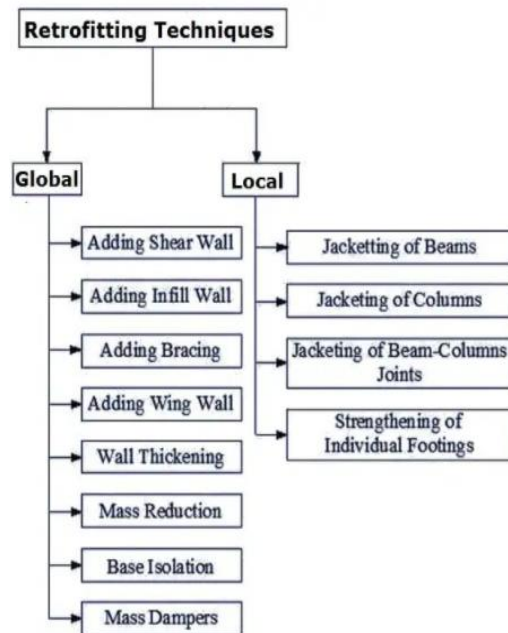 Retrofitting Techniques
Global
Local
Adding Shear Wall
Adding Infill Wall
Adding Bracing
Adding Wing Wall
Wall Thickening
Mass Reduction
Base Isolation
Mass Dampers
Jacketting of Beams
Jacketing of Columns
Jacketing of Beam-Columns
Joints
Strengthening of
Individual Footings